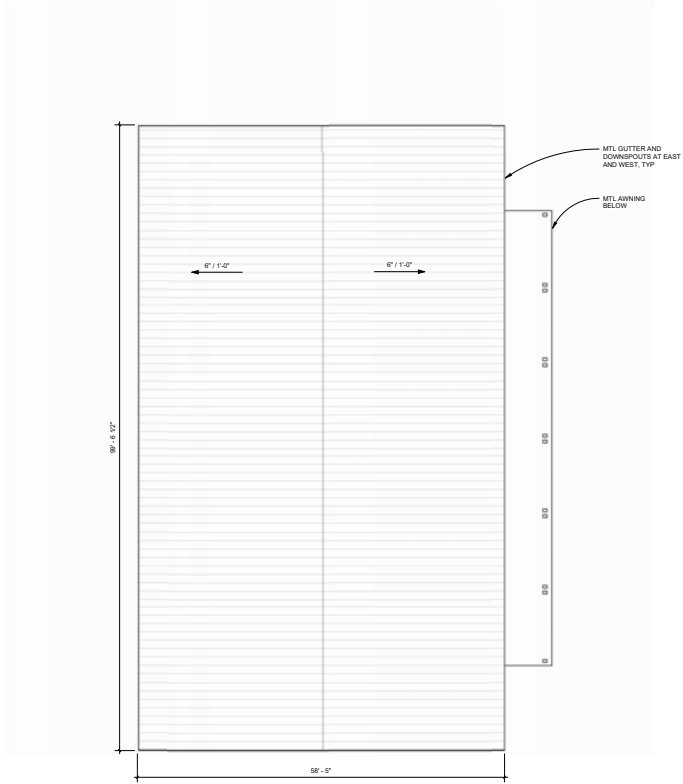 MTL GUTTER AND
DOWNSPOUTS AT EAST
AND WEST, TYP
MTL AWNING
BELOW
6" / 1'-0"
6" / 1'-0"
99' - 6 1/2"
58' - 5"